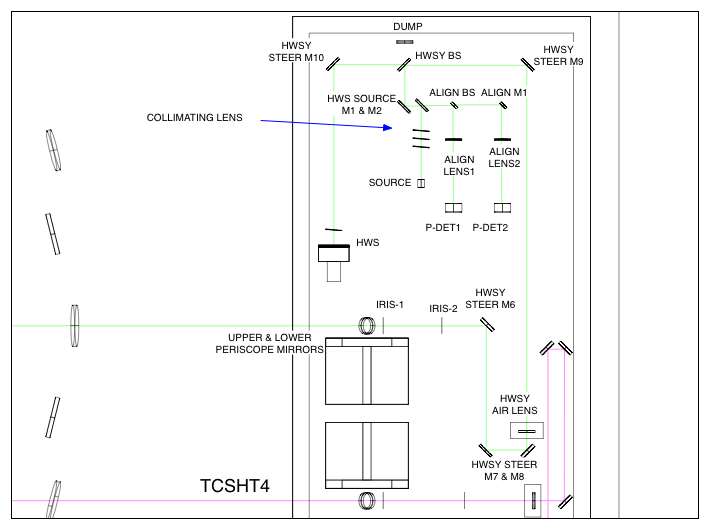 DUMP
HWSY
STEER M10
HWSY BS
HWSY
STEER M9
HWS SOURCE
M1 & M2
ALIGN BS
ALIGN M1
COLLIMATING LENS
ALIGN
LENS1
ALIGN
LENS2
SOURCE
P-DET1
P-DET2
HWS
HWSY
STEER M6
IRIS-1
IRIS-2
UPPER & LOWER
PERISCOPE MIRRORS
HWSY
AIR LENS
HWSY STEER
M7 & M8
TCSHT4